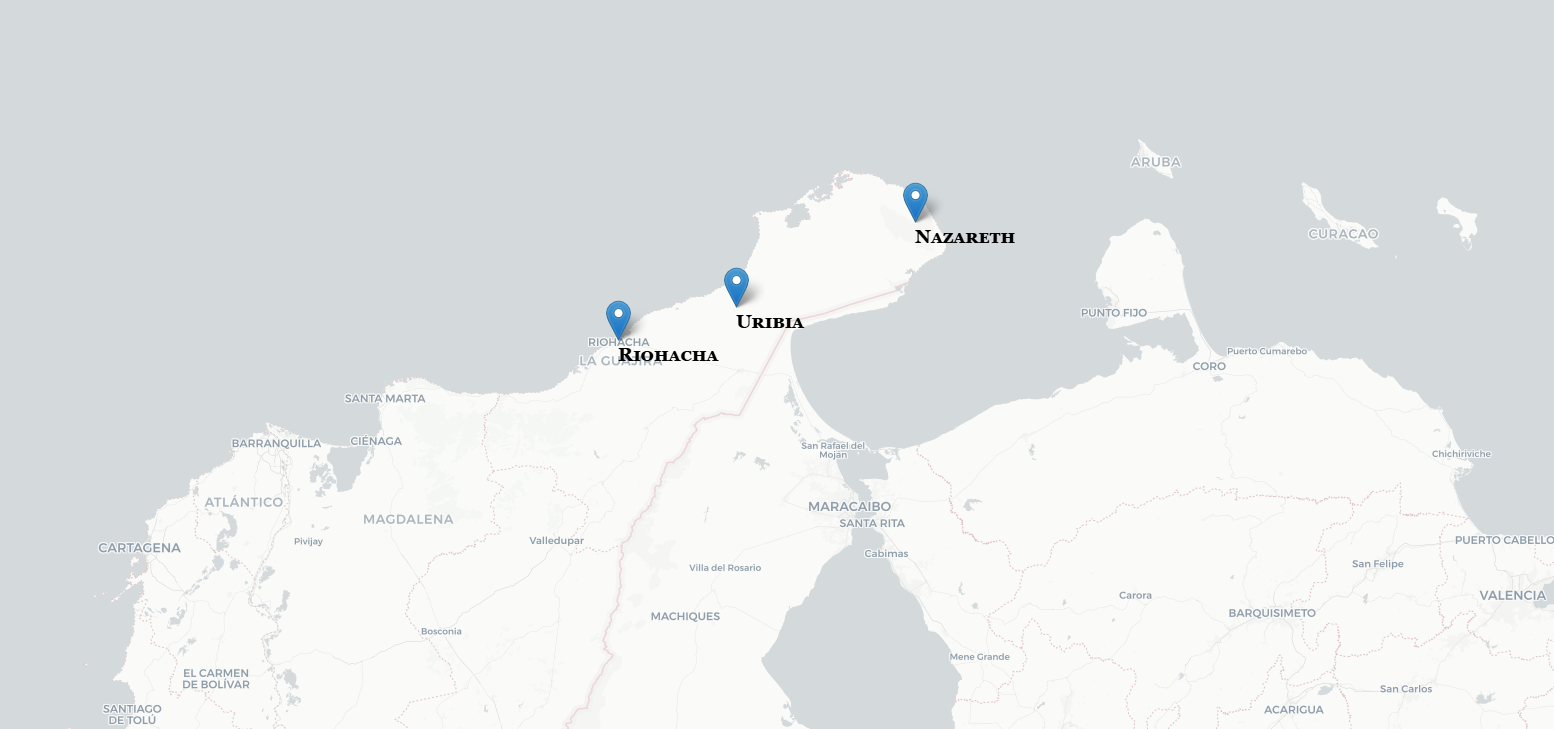 ARUBA
CURACAO
Nazareth
PUNTO FIJO
Uribia
RIOHACHA
Riohacha
LA GUAJIRA
Puerto Cumarebo
CORO
SANTA MARTA
BARRANQUILLA
CIÉNAGA
San Rafael del
Moján
Chichiriviche
ATLÁNTICO
MAGDALENA
MARACAIBO
SANTA RITA
CARTAGENA
Pivijay
Valledupar
PUERTO CABELLO
Cabimas
Villa del Rosario
San Felipe
Carora
VALENCIA
MACHIQUES
BARQUISIMETO
Bosconia
Mene Grande
EL CARMEN
DE BOLÍVAR
San Carlos
SANTIAGO
DE TOLÚ
ACARIGUA